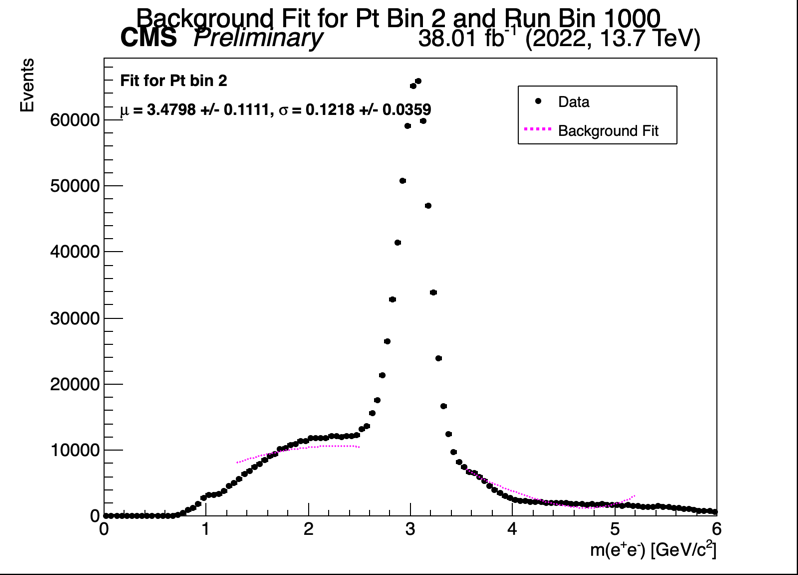 Background Fit for Pt Bin 2 and Run Bin 1000
CMS Preliminary 38.01 fb⁻¹ (2022, 13.7 TeV)
Events
Fit for Pt bin 2
μ = 3.4798 +/- 0.1111, σ = 0.1218 +/- 0.0359
Data
Background Fit
60000
50000
40000
30000
20000
10000
0
0 1 2 3 4 5 6
m(e⁺e⁻) [GeV/c²]